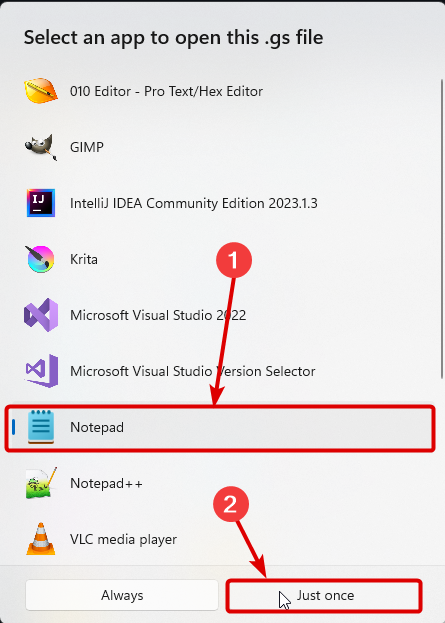 Select an app to open this .gs file
010 Editor - Pro Text/Hex Editor
GIMP
IJ
IntelliJ IDEA Community Edition 2023.1.3
1
Krita
Microsoft Visual Studio 2022
Microsoft Visual Studio Version Selector
Notepad
Notepad++
2
VLC media player
Always
Just once